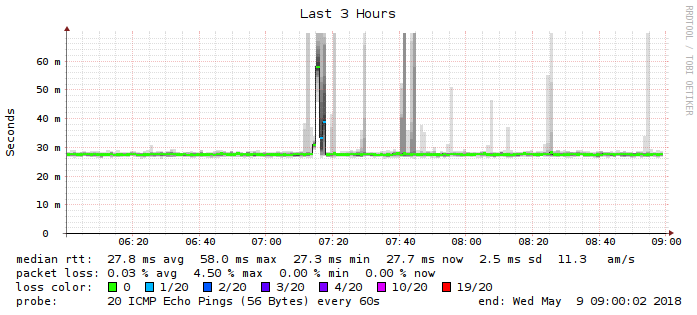 Last 3 Hours
RRDTOOL / TOBI OETIKER
Seconds
60 m
50 m
40 m
30 m
20 m
10 m
0
06:20 06:40 07:00 07:20 07:40 08:00 08:20 08:40 09:00
median rtt: 27.8 ms avg 58.0 ms max 27.3 ms min 27.7 ms now 2.5 ms sd 11.3 am/s
packet loss: 0.03 % avg 4.50 % max 0.00 % min 0.00 % now
loss color: 0 1/20 2/20 3/20 4/20 10/20 19/20
probe: 20 ICMP Echo Pings (56 Bytes) every 60s end: Wed May 9 09:00:02 2018